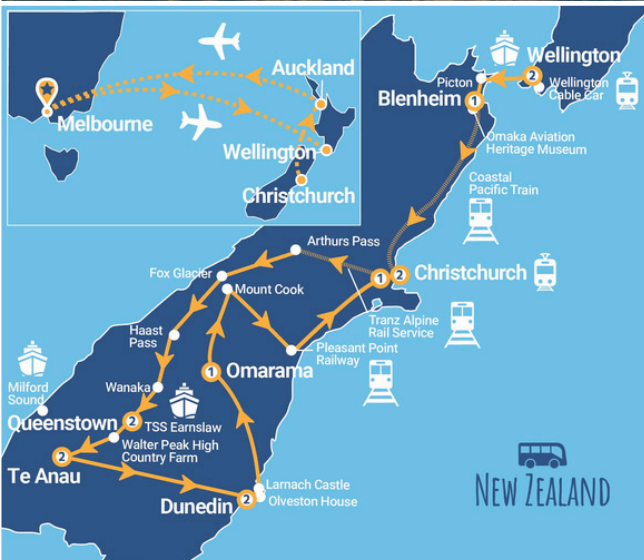 Auckland
Melbourne
Wellington
Christchurch
Wellington
2
Picton
Wellington
Cable Car
Blenheim
1
Omaka Aviation
Heritage Museum
Coastal
Pacific Train
Arthurs Pass
Christchurch
1
2
Fox Glacier
Mount Cook
Tranz Alpine
Rail Service
Haast
Pass
Pleasant Point
Railway
Omarama
1
Milford
Sound
Wanaka
Queenstown
2
TSS Earnslaw
Walter Peak High
Country Farm
2
Te Anau
Larnach Castle
Olveston House
Dunedin
2
NEW ZEALAND